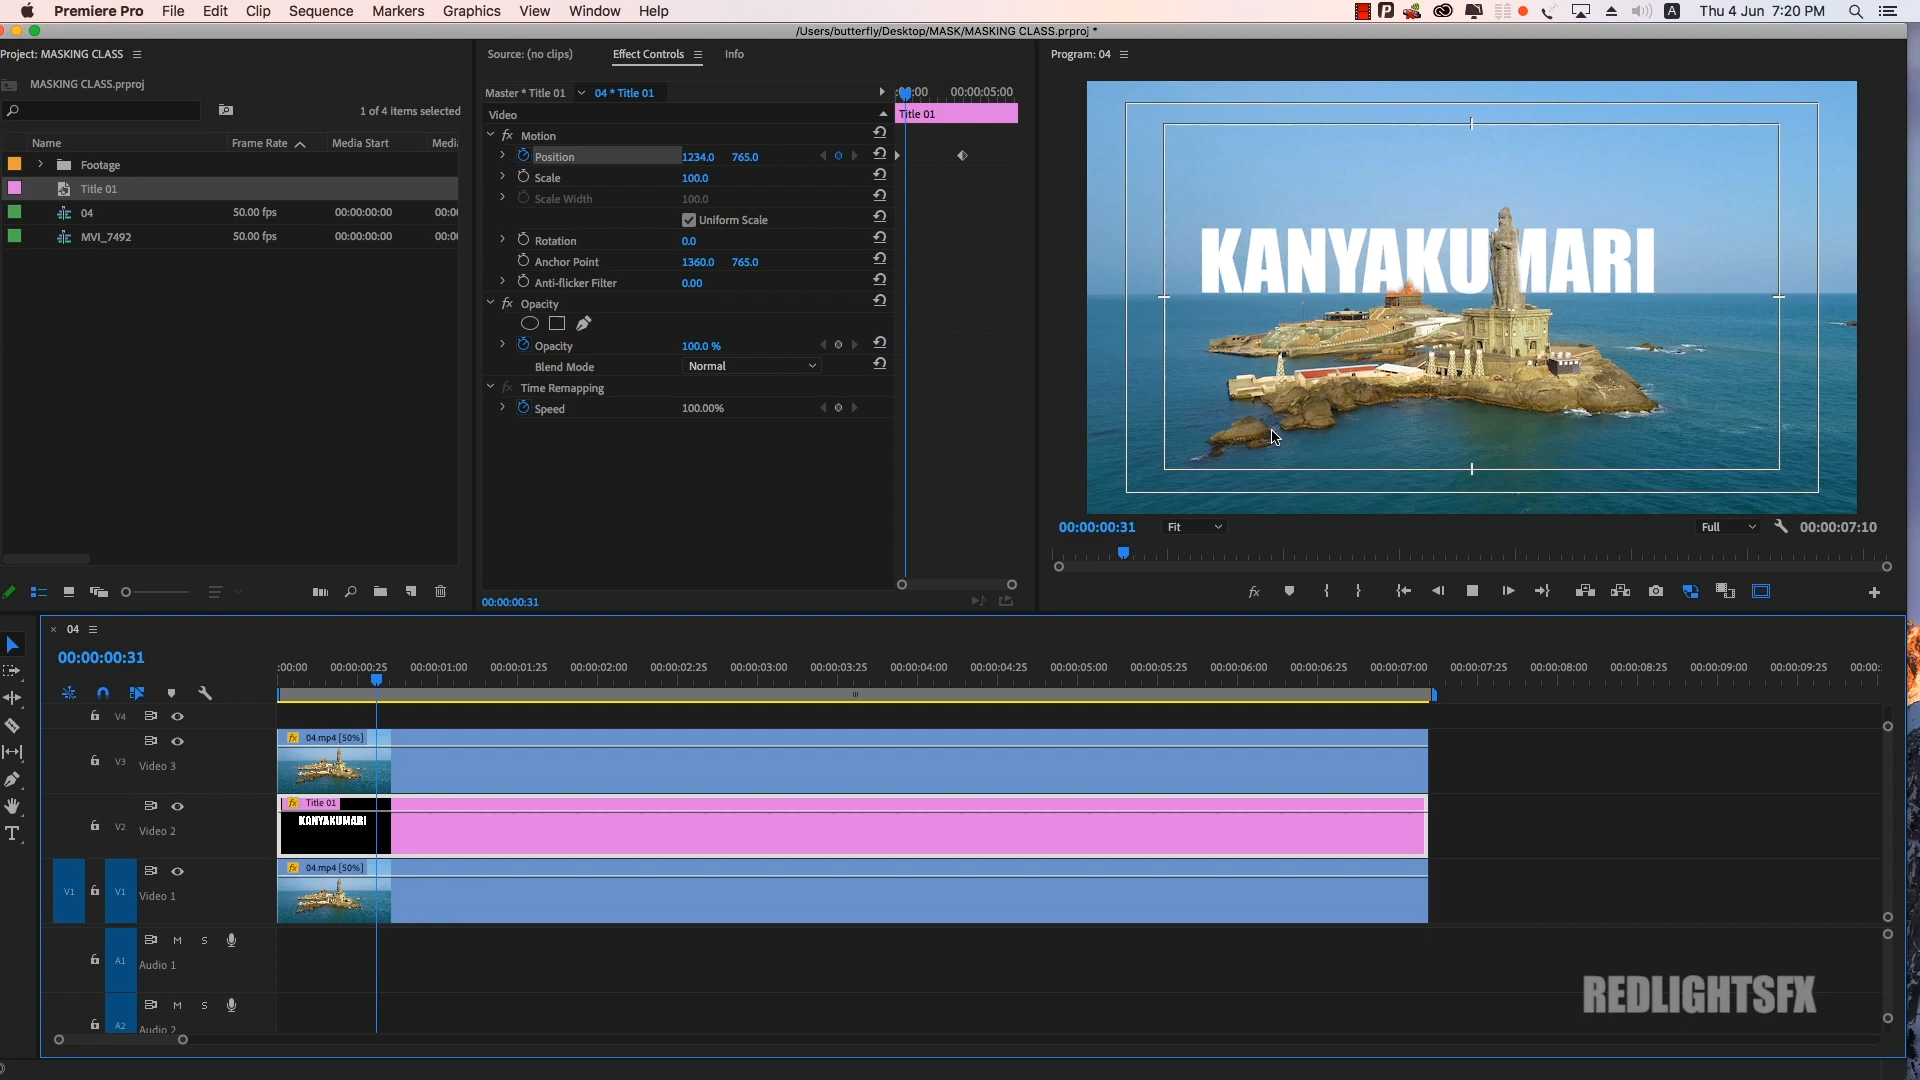 Premiere Pro File Edit Clip Sequence Markers Graphics View Window Help
A Thu 4 Jun 7:20 PM
/Users/butterfly/Desktop/MASK/MASKING CLASS.prproj *
Project: MASKING CLASS
MASKING CLASS.prproj
1 of 4 items selected
Name Frame Rate Media Start Medi
Footage
Title 01
04 50.00 fps 00:00:00:00 00:0
MVI_7492 50.00 fps 00:00:00:00 00:0
Source: (no clips) Effect Controls Info
Master * Title 01 04 * Title 01 :00:00 00:00:05:00
Video Title 01
fx Motion
Position 1234.0 765.0
Scale 100.0
Scale Width 100.0
Uniform Scale
Rotation 0.0
Anchor Point 1360.0 765.0
Anti-flicker Filter 0.00
fx Opacity
Opacity 100.0 %
Blend Mode Normal
fx Time Remapping
Speed 100.00%
00:00:00:31
Program: 04
KANYAKUMARI
00:00:00:31 Fit Full 00:00:07:10
fx
04
00:00:00:31
:00:00 00:00:00:25 00:00:01:00 00:00:01:25 00:00:02:00 00:00:02:25 00:00:03:00 00:00:03:25 00:00:04:00 00:00:04:25 00:00:05:00 00:00:05:25 00:00:06:00 00:00:06:25 00:00:07:00 00:00:07:25 00:00:08:00 00:00:08:25 00:00:09:00 00:00:09:25 00:00:
V4
fx 04.mp4 [50%]
V3 Video 3
fx Title 01
KANYAKUMARI
V2 Video 2
fx 04.mp4 [50%]
V1 V1 Video 1
M S
A1 Audio 1
M S
A2 Audio 2
REDLIGHTSFX